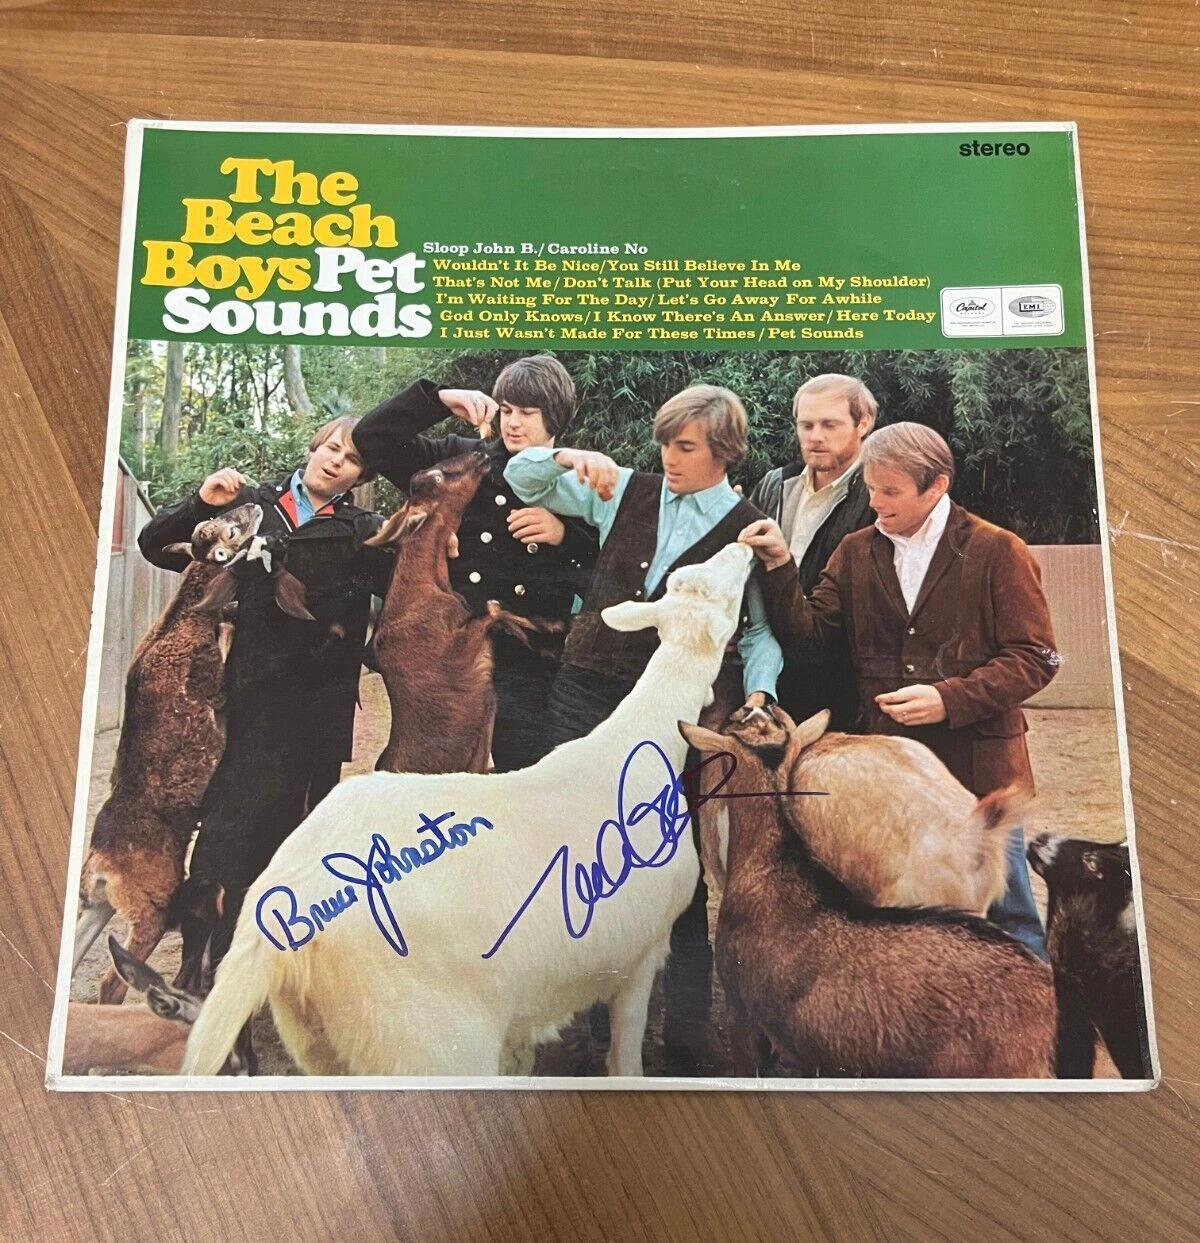 stereo
The
Beach
Boys Pet
Sounds
Sloop John B./Caroline No
Wouldn't It Be Nice/You Still Believe In Me
That's Not Me/Don't Talk (Put Your Head on My Shoulder)
I'm Waiting For The Day/Let's Go Away For Awhile
God Only Knows/I Know There's An Answer/Here Today
I Just Wasn't Made For These Times/Pet Sounds
Capitol
RECORDS
EMI
Bruce Johnston